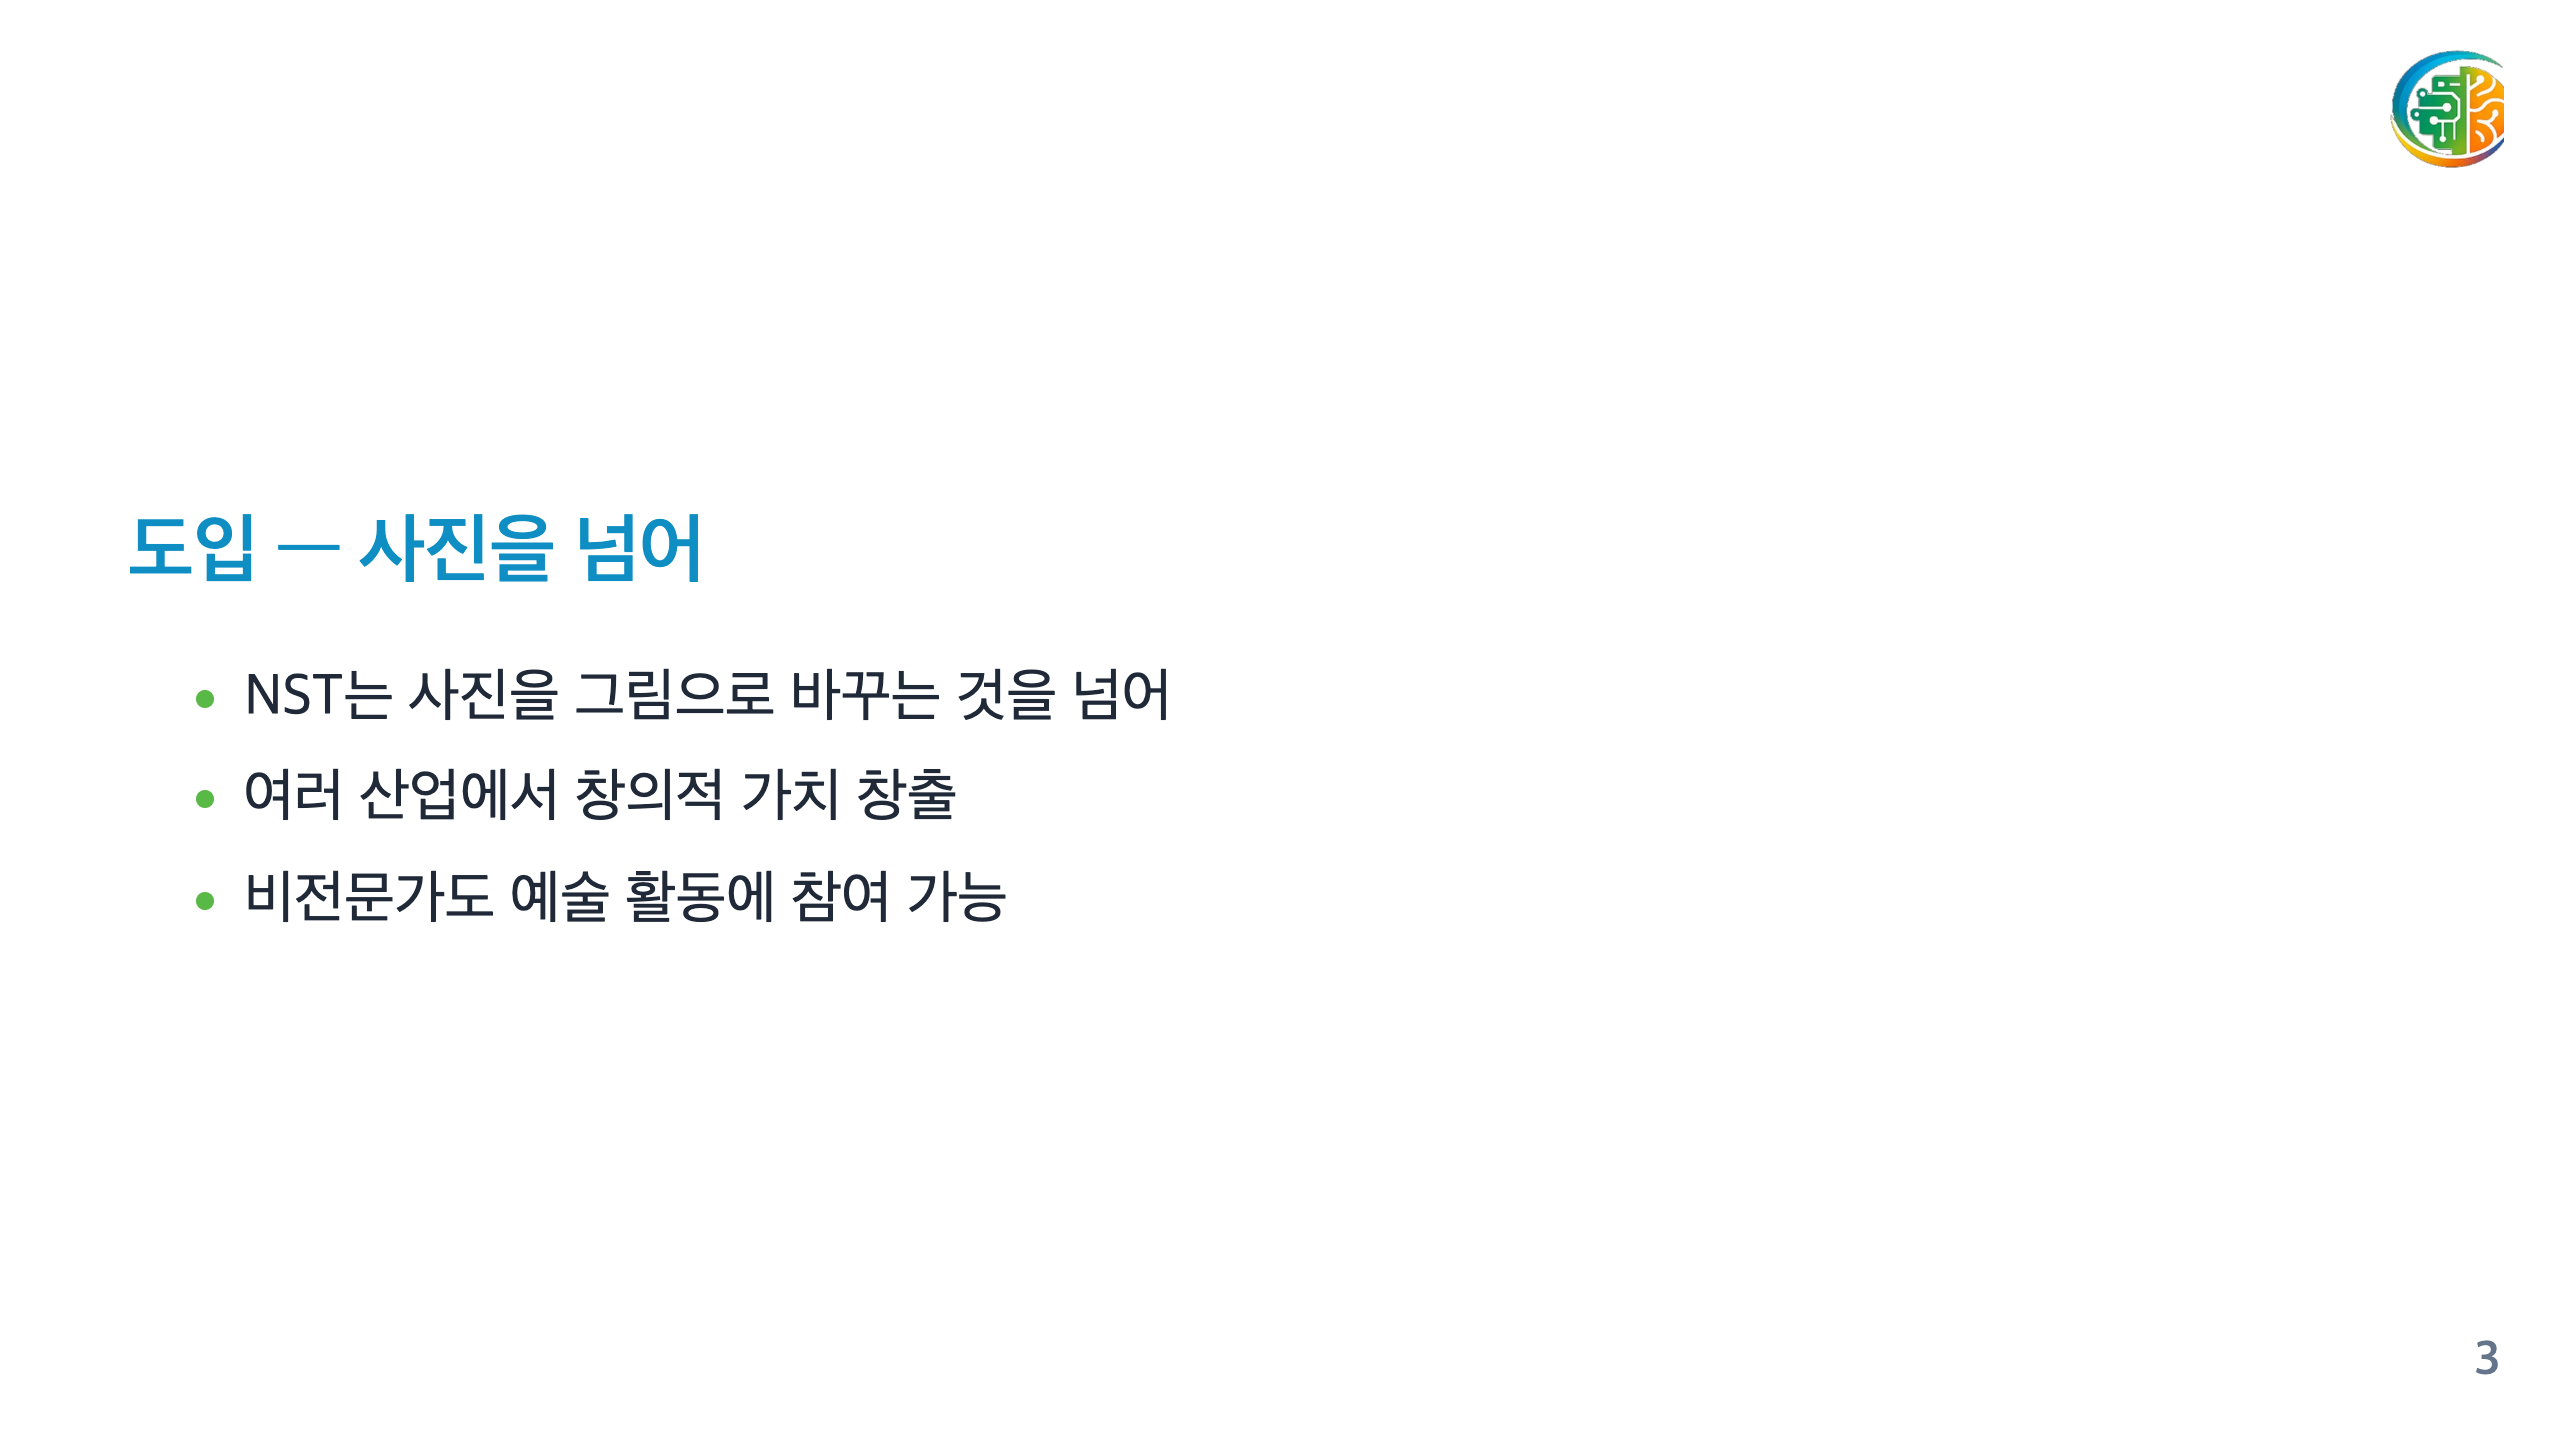 도입 — 사진을 넘어
• NST는 사진을 그림으로 바꾸는 것을 넘어
• 여러 산업에서 창의적 가치 창출
• 비전문가도 예술 활동에 참여 가능
3